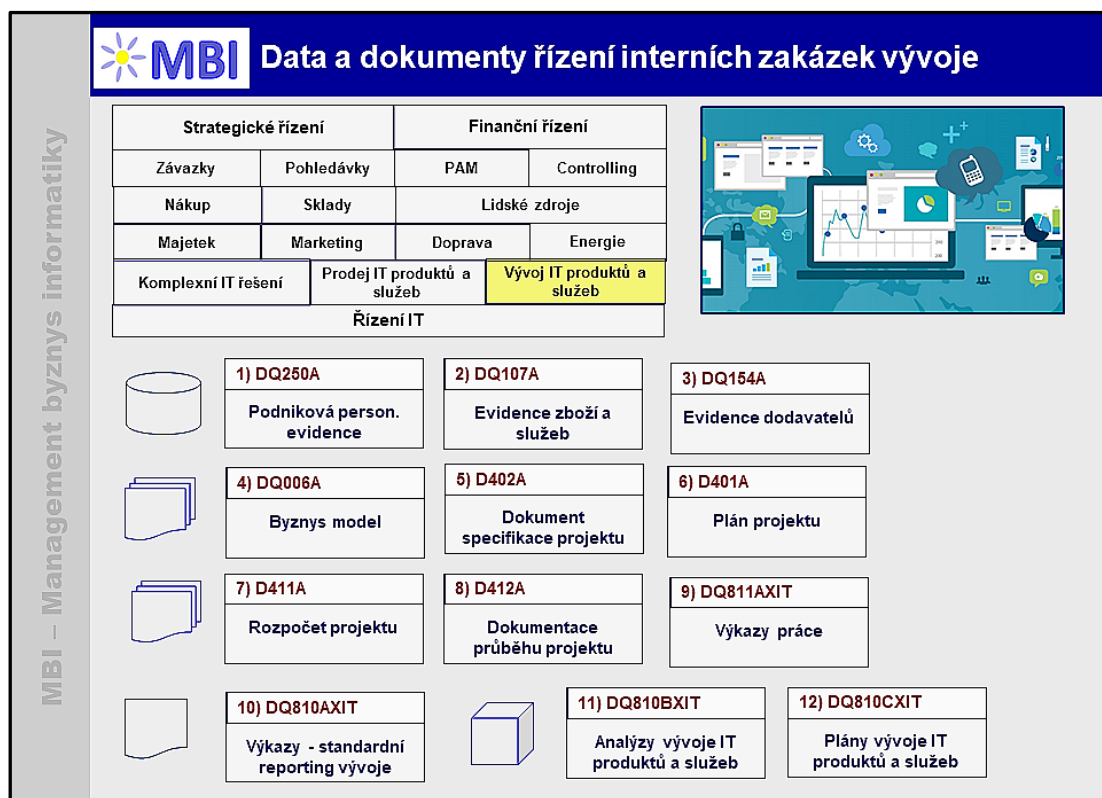 MBI – Management byznys informatiky
MBI
Data a dokumenty řízení interních zakázek vývoje
Strategické řízení
Finanční řízení
Závazky
Pohledávky
PAM
Controlling
Nákup
Sklady
Lidské zdroje
Majetek
Marketing
Doprava
Energie
Komplexní IT řešení
Prodej IT produktů a
služeb
Vývoj IT produktů a
služeb
Řízení IT
1) DQ250A
Podniková person.
evidence
2) DQ107A
Evidence zboží a
služeb
3) DQ154A
Evidence dodavatelů
4) DQ006A
Byznys model
5) D402A
Dokument
specifikace projektu
6) D401A
Plán projektu
7) D411A
Rozpočet projektu
8) D412A
Dokumentace
průběhu projektu
9) DQ811AXIT
Výkazy práce
10) DQ810AXIT
Výkazy - standardní
reporting vývoje
11) DQ810BXIT
Analýzy vývoje IT
produktů a služeb
12) DQ810CXIT
Plány vývoje IT
produktů a služeb